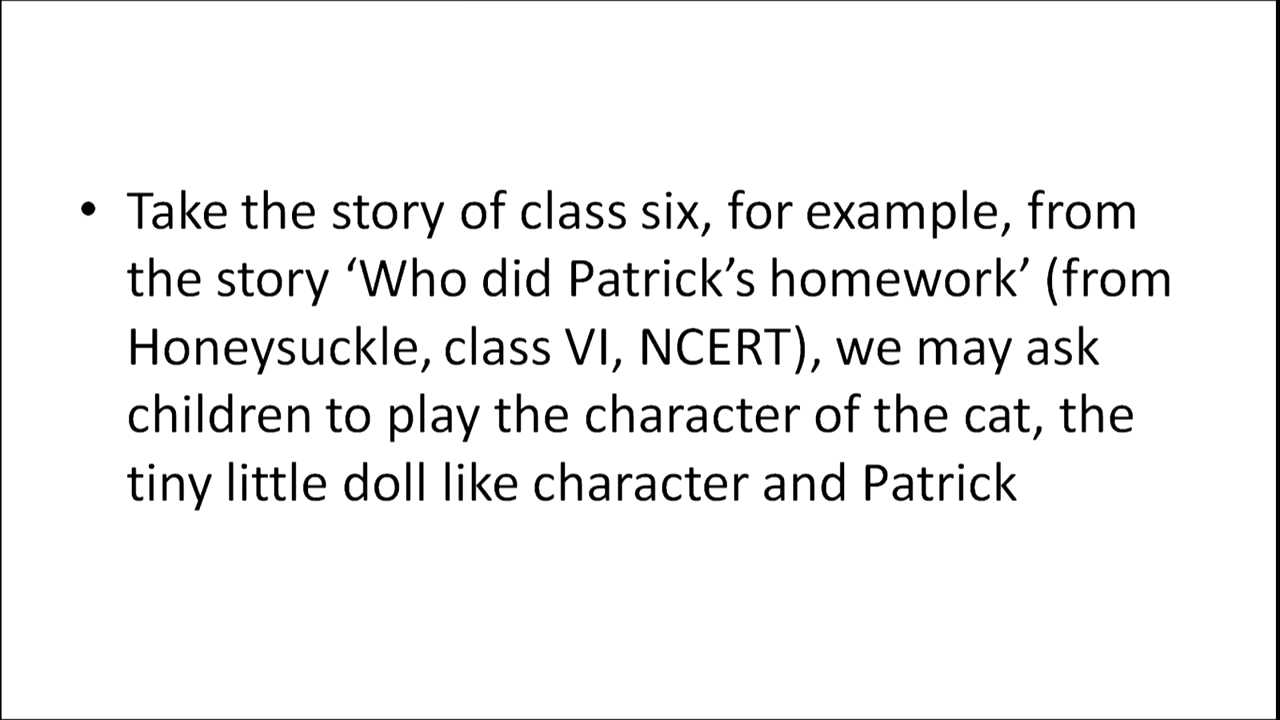 • Take the story of class six, for example, from
the story ‘Who did Patrick’s homework’ (from
Honeysuckle, class VI, NCERT), we may ask
children to play the character of the cat, the
tiny little doll like character and Patrick